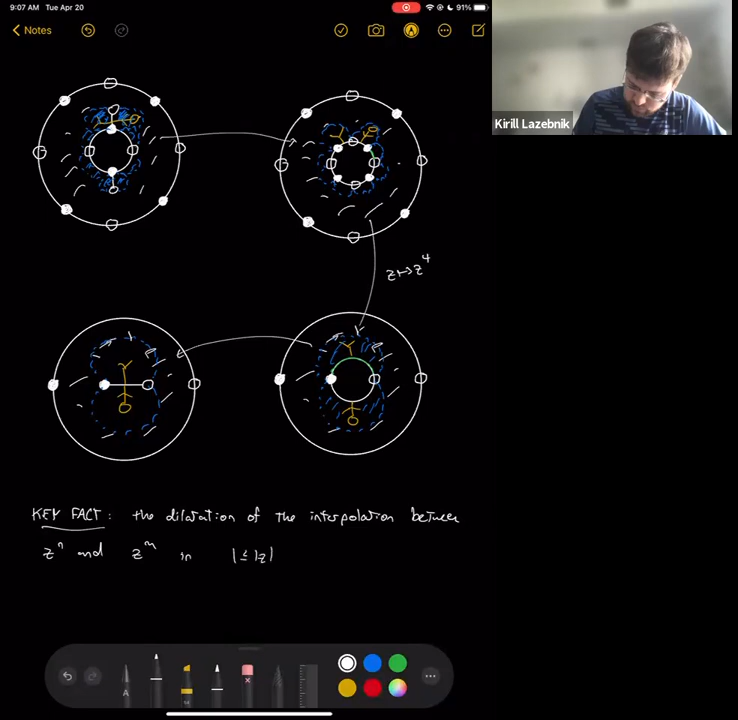 9:07 AM Tue Apr 20
91%
Notes
Kirill Lazebnik
z ↦ z⁴
KEY FACT: the dilatation of the interpolation between
zⁿ and zᵐ in 1 ≤ |z|
A